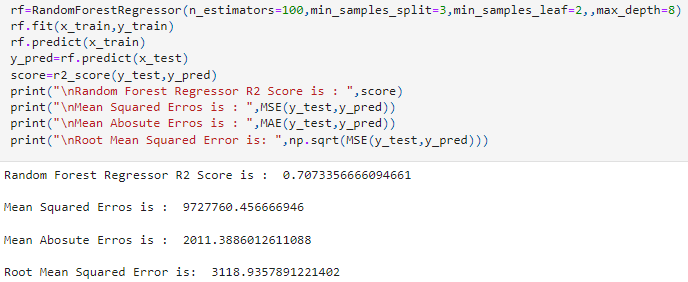 rf=RandomForestRegressor(n_estimators=100,min_samples_split=3,min_samples_leaf=2,,max_depth=8)
rf.fit(x_train,y_train)
rf.predict(x_train)
y_pred=rf.predict(x_test)
score=r2_score(y_test,y_pred)
print("\nRandom Forest Regressor R2 Score is : ",score)
print("\nMean Squared Erros is : ",MSE(y_test,y_pred))
print("\nMean Abosute Erros is : ",MAE(y_test,y_pred))
print("\nRoot Mean Squared Error is: ",np.sqrt(MSE(y_test,y_pred)))
Random Forest Regressor R2 Score is :  0.7073356666094661
Mean Squared Erros is :  9727760.456666946
Mean Abosute Erros is :  2011.3886012611088
Root Mean Squared Error is:  3118.9357891221402